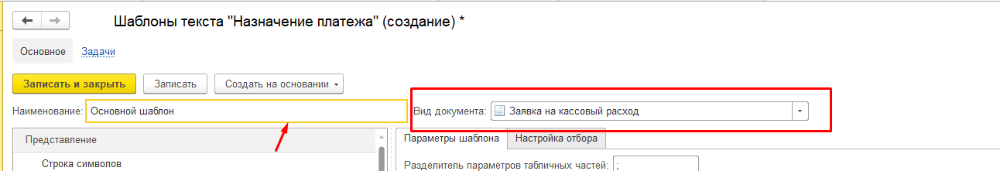 Шаблоны текста "Назначение платежа" (создание) *
Основное Задачи
Записать и закрыть Записать Создать на основании
Наименование: Основной шаблон Вид документа: Заявка на кассовый расход
Представление Параметры шаблона Настройка отбора
Строка символов Разделитель параметров табличных частей: ;